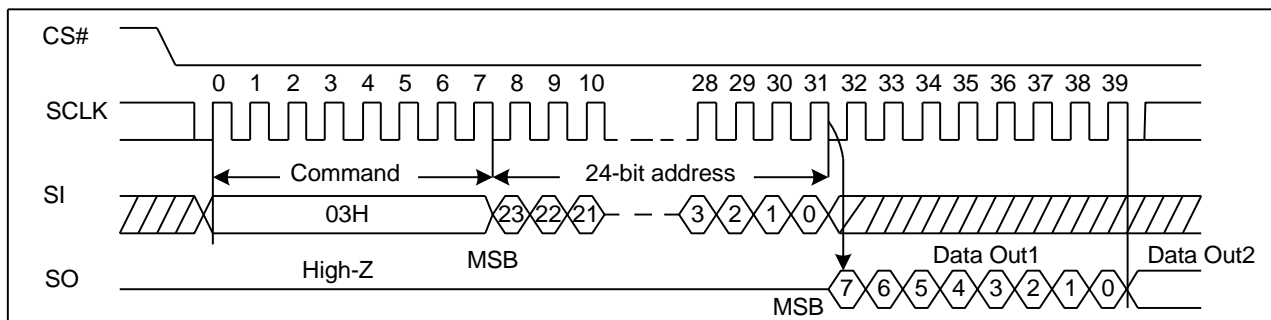 CS#
0 1 2 3 4 5 6 7 8 9 10 28 29 30 31 32 33 34 35 36 37 38 39
SCLK
Command 24-bit address
SI
03H 23 22 21 3 2 1 0
High-Z MSB Data Out1 Data Out2
SO
MSB 7 6 5 4 3 2 1 0